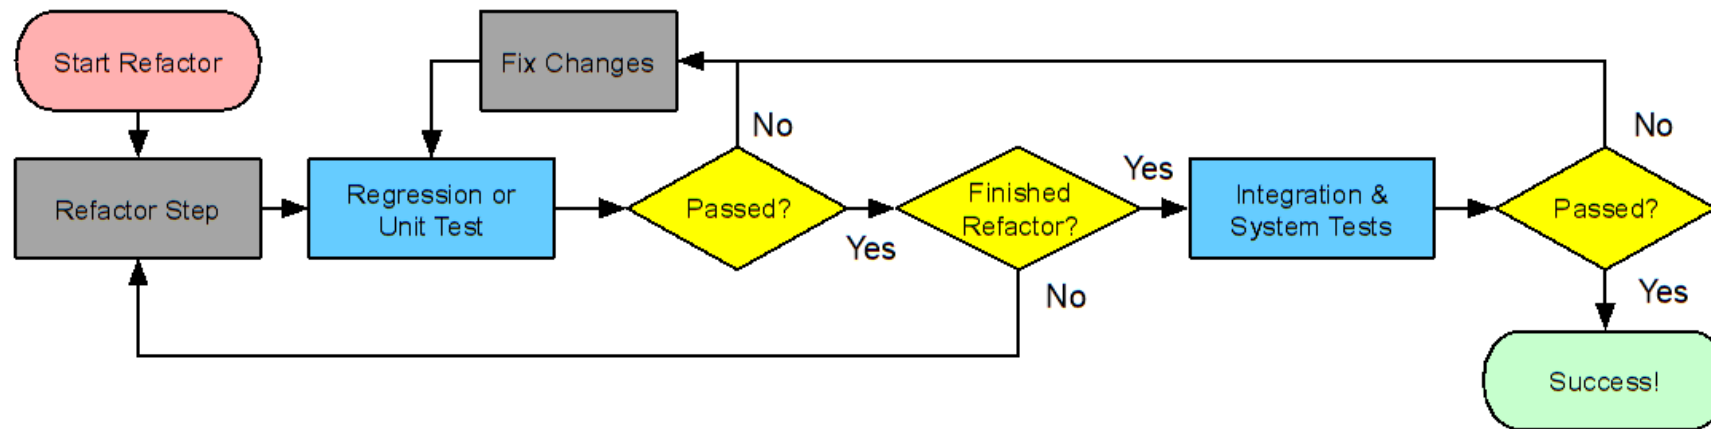 Start Refactor
Fix Changes
No
No
Refactor Step
Regression or
Unit Test
Passed?
Yes
Finished
Refactor?
Yes
Integration &
System Tests
Passed?
No
Yes
Success!